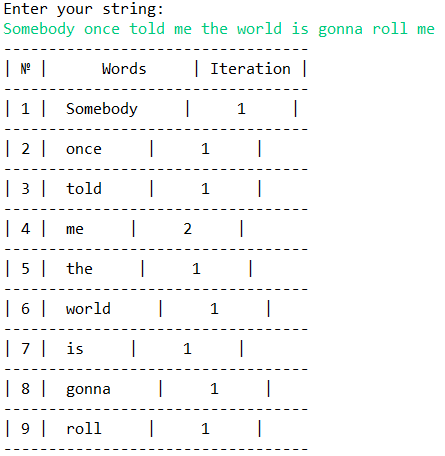 Enter your string:
Somebody once told me the world is gonna roll me
----------------------------------
| № |      Words     | Iteration |
----------------------------------
| 1 |  Somebody     |     1     |
----------------------------------
| 2 |  once     |     1     |
----------------------------------
| 3 |  told     |     1     |
----------------------------------
| 4 |  me     |     2     |
----------------------------------
| 5 |  the     |     1     |
----------------------------------
| 6 |  world     |     1     |
----------------------------------
| 7 |  is     |     1     |
----------------------------------
| 8 |  gonna     |     1     |
----------------------------------
| 9 |  roll     |     1     |
----------------------------------